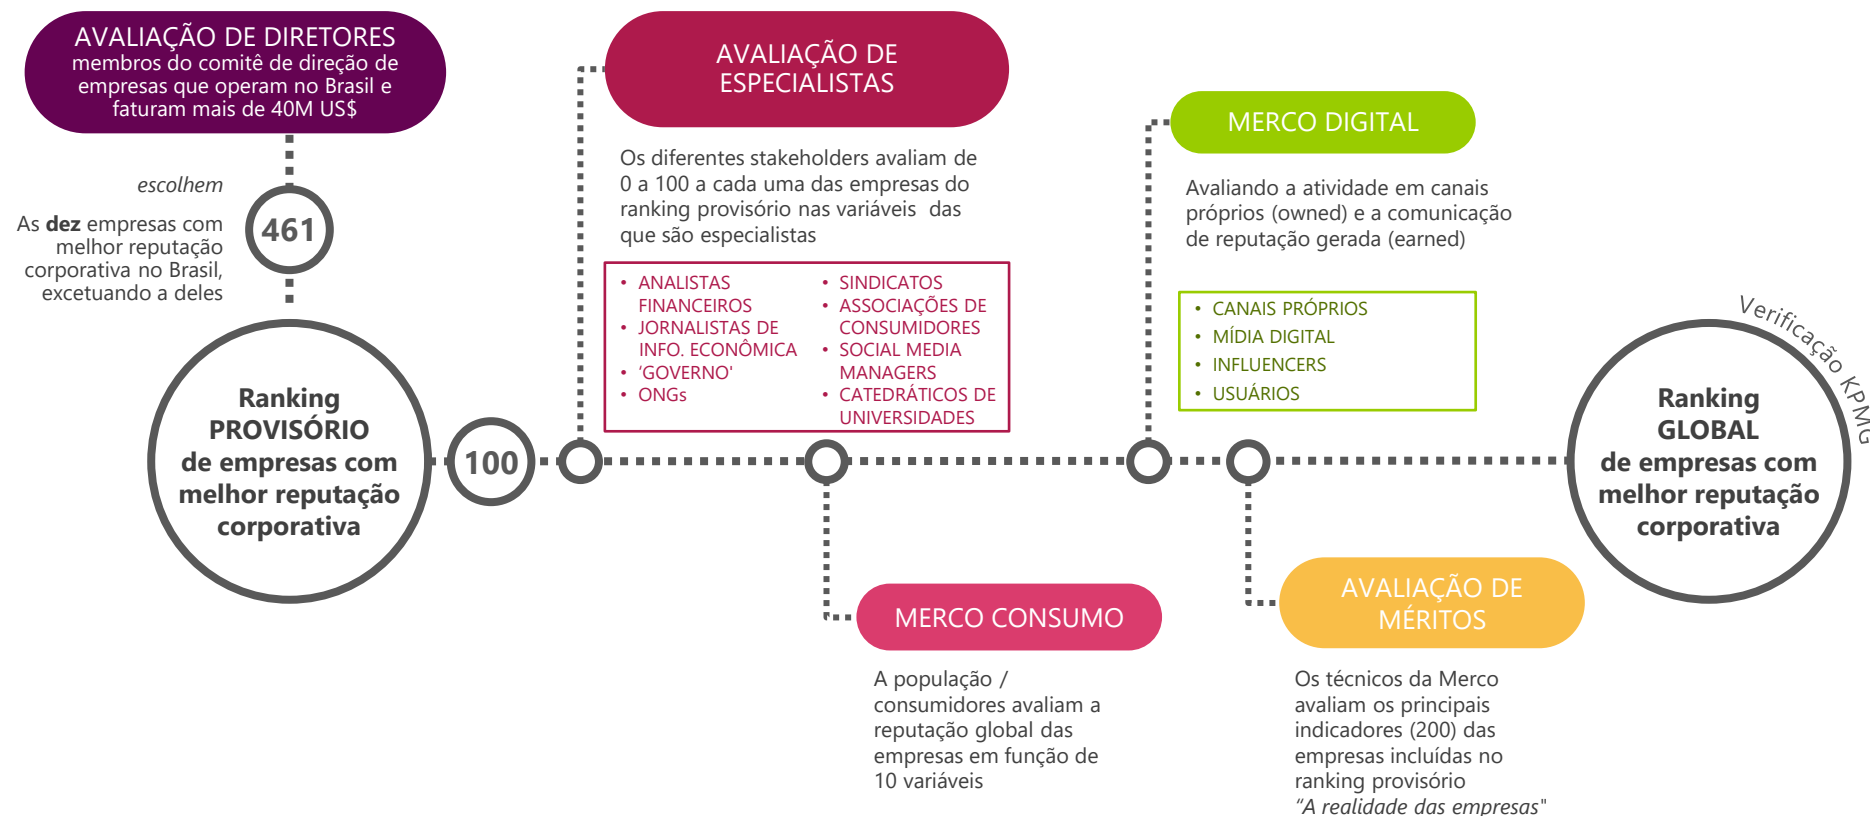 AVALIAÇÃO DE DIRETORES
membros do comitê de direção de
empresas que operam no Brasil e
faturam mais de 40M US$
escolhem
As dez empresas com
melhor reputação
corporativa no Brasil,
excetuando a deles
461
Ranking
PROVISÓRIO
de empresas com
melhor reputação
corporativa
100
AVALIAÇÃO DE
ESPECIALISTAS
Os diferentes stakeholders avaliam de
0 a 100 a cada uma das empresas do
ranking provisório nas variáveis das
que são especialistas
• ANALISTAS
FINANCEIROS
• JORNALISTAS DE
INFO. ECONÔMICA
• ‘GOVERNO'
• ONGs
• SINDICATOS
• ASSOCIAÇÕES DE
CONSUMIDORES
• SOCIAL MEDIA
MANAGERS
• CATEDRÁTICOS DE
UNIVERSIDADES
MERCO CONSUMO
A população /
consumidores avaliam a
reputação global das
empresas em função de
10 variáveis
MERCO DIGITAL
Avaliando a atividade em canais
próprios (owned) e a comunicação
de reputação gerada (earned)
• CANAIS PRÓPRIOS
• MÍDIA DIGITAL
• INFLUENCERS
• USUÁRIOS
AVALIAÇÃO DE
MÉRITOS
Os técnicos da Merco
avaliam os principais
indicadores (200) das
empresas incluídas no
ranking provisório
“A realidade das empresas"
Verificação KPMG
Ranking
GLOBAL
de empresas com
melhor reputação
corporativa